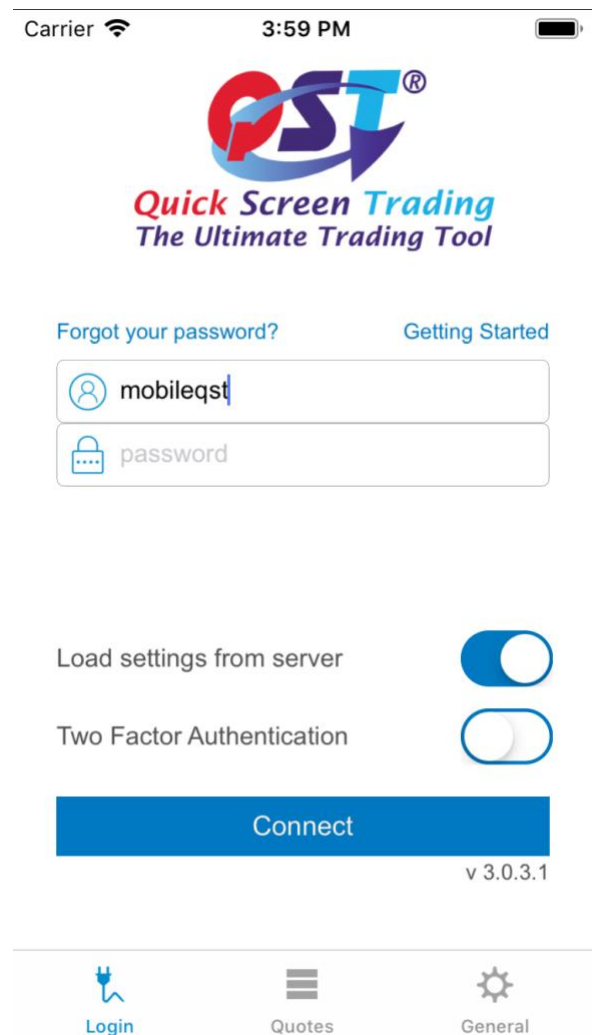 Carrier 3:59 PM
QST®
Quick Screen Trading
The Ultimate Trading Tool
Forgot your password? Getting Started
mobileqst
password
Load settings from server
Two Factor Authentication
Connect
v 3.0.3.1
Login Quotes General